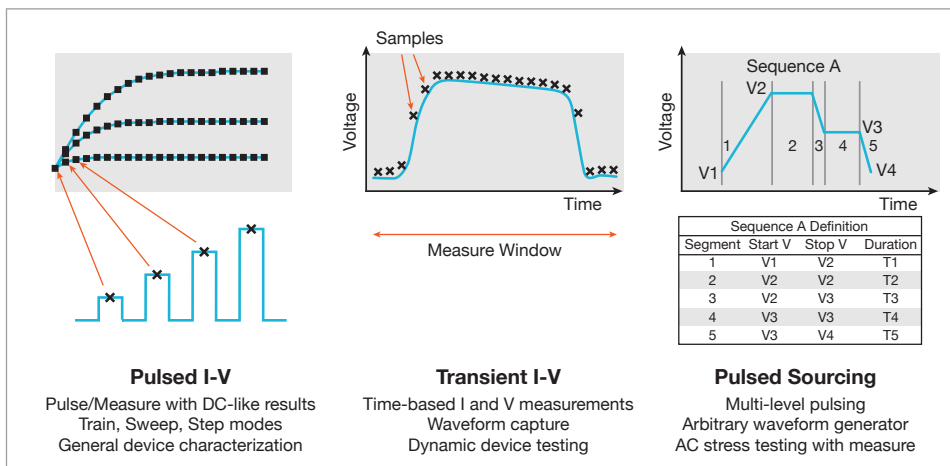 Samples
Voltage
Time
Measure Window
Sequence A
Voltage
V1
V2
1
2
3
4
5
V3
V4
Time
Sequence A Definition
Segment Start V Stop V Duration
1 V1 V2 T1
2 V2 V2 T2
3 V2 V3 T3
4 V3 V3 T4
5 V3 V4 T5
Pulsed I-V
Pulse/Measure with DC-like results
Train, Sweep, Step modes
General device characterization
Transient I-V
Time-based I and V measurements
Waveform capture
Dynamic device testing
Pulsed Sourcing
Multi-level pulsing
Arbitrary waveform generator
AC stress testing with measure